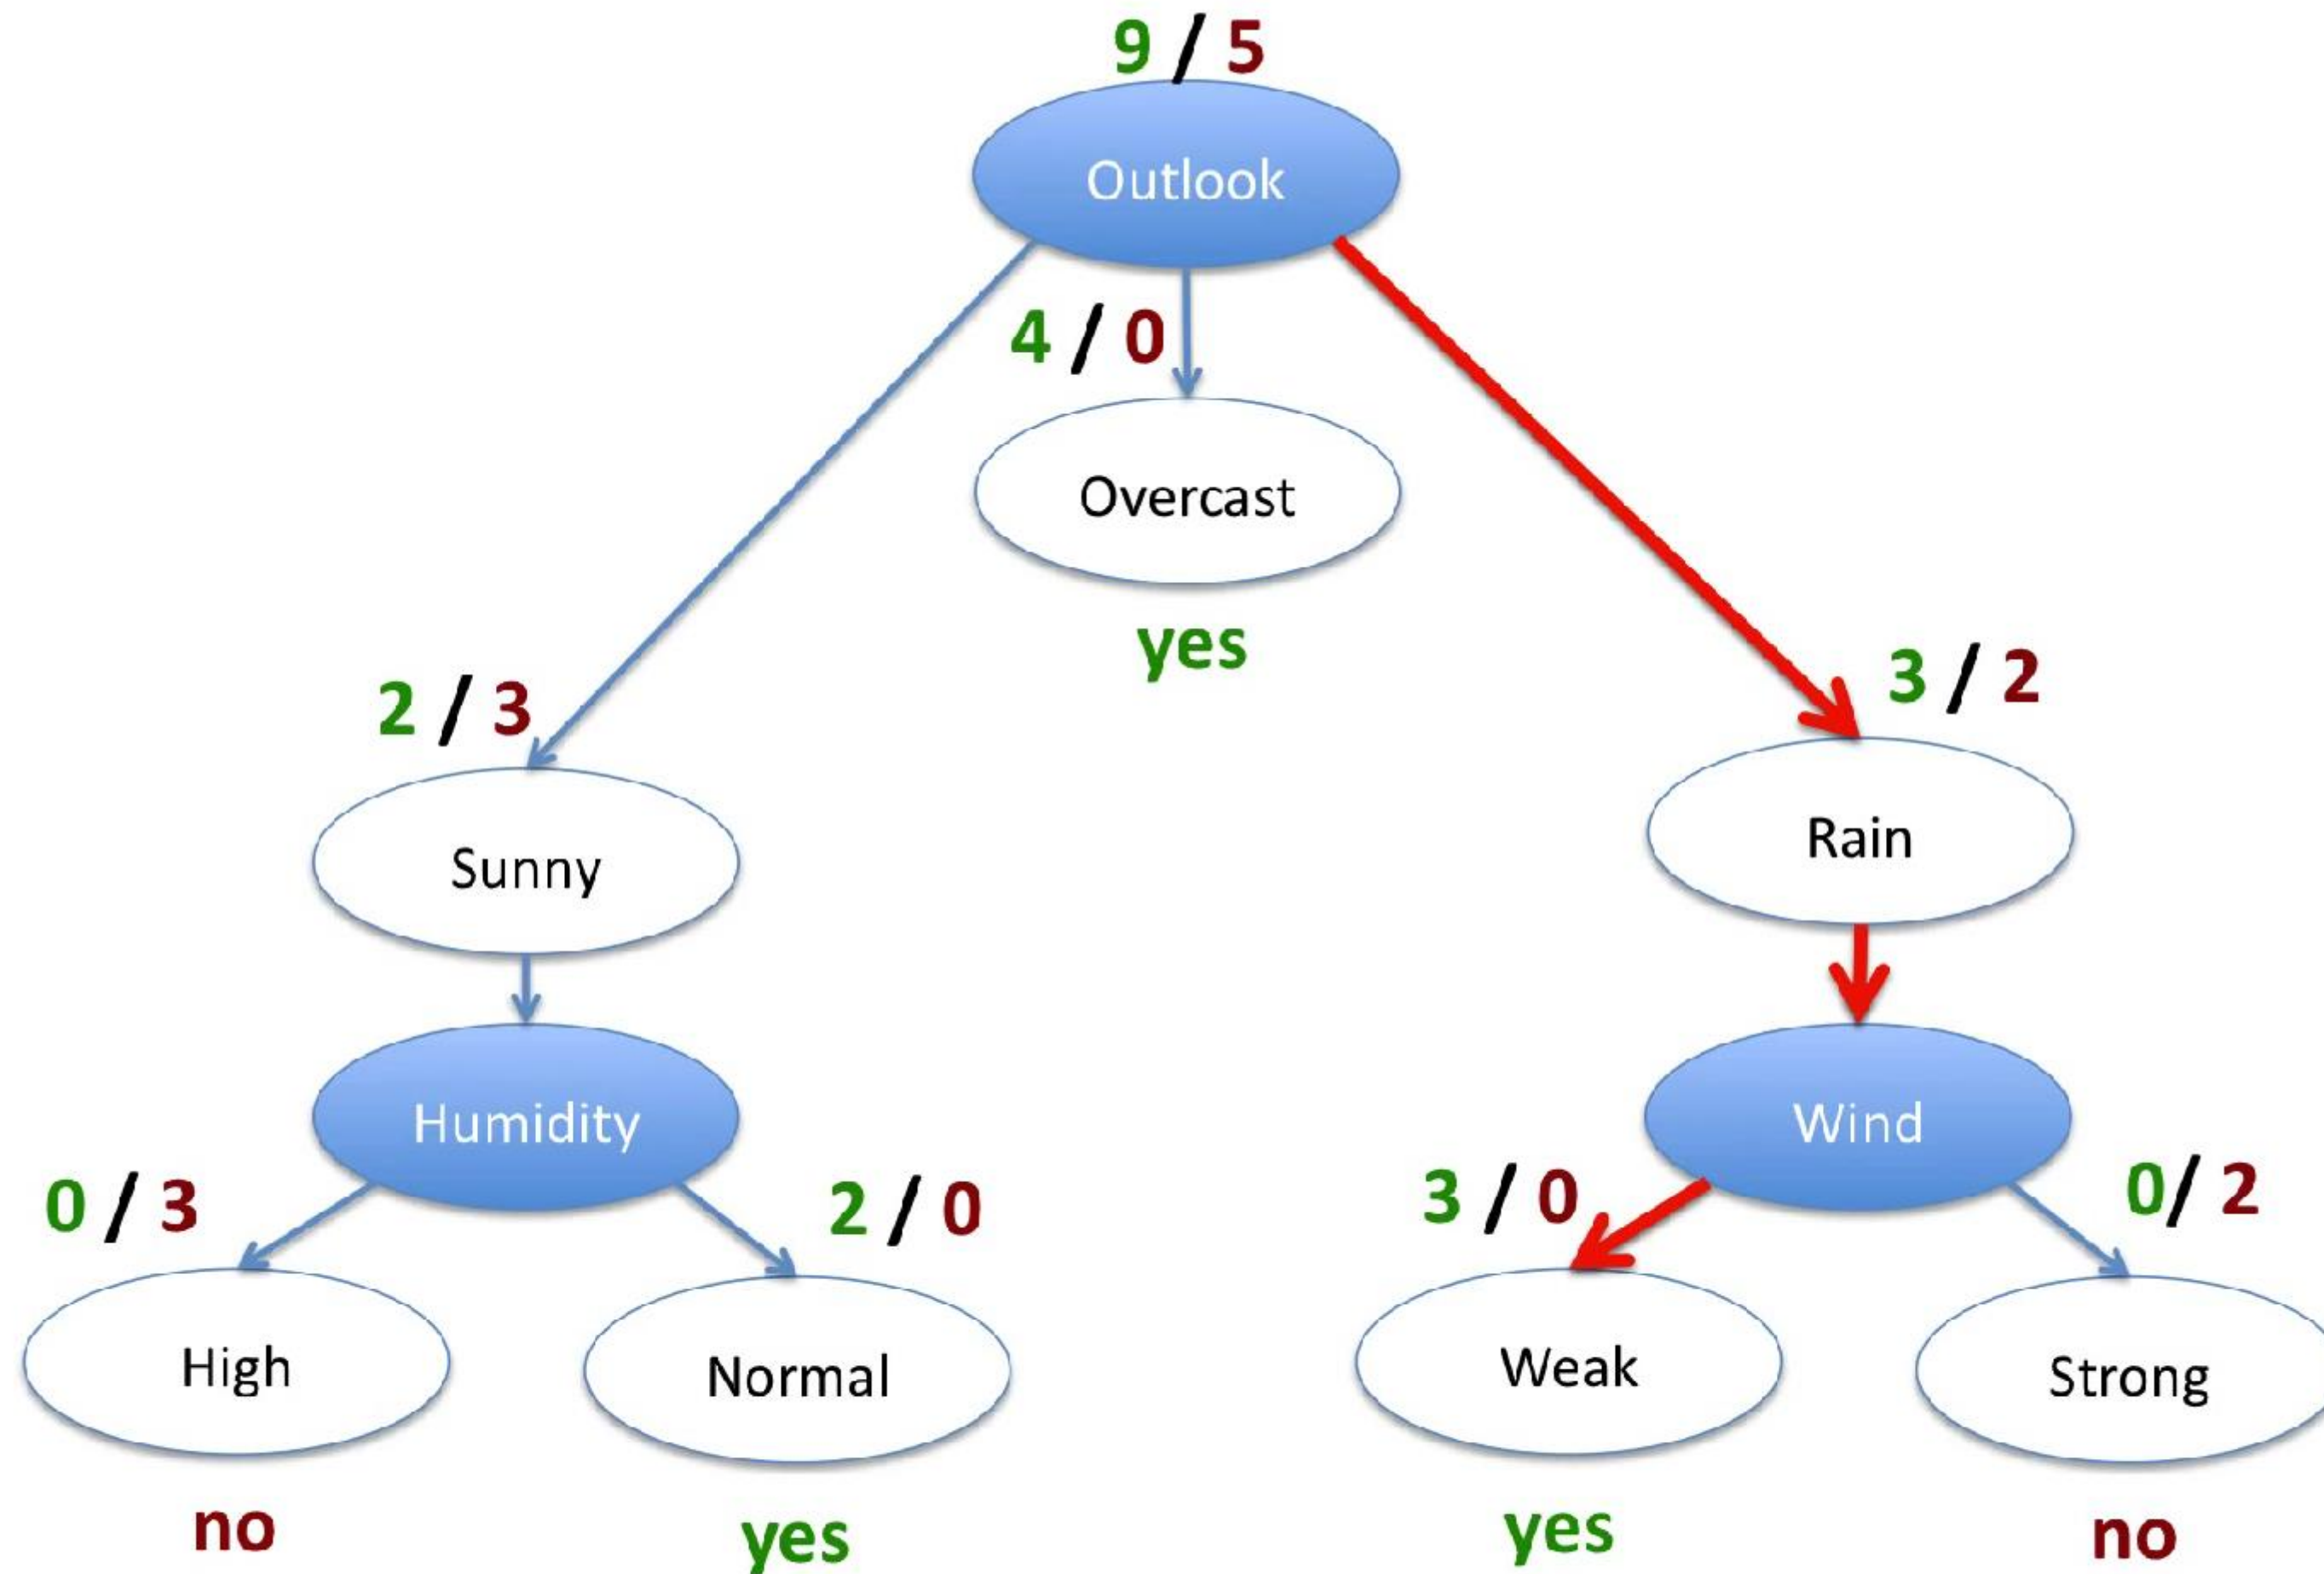 9 / 5
Outlook
4 / 0
Overcast
yes
2 / 3
Sunny
3 / 2
Rain
Humidity
Wind
0 / 3
2 / 0
3 / 0
0/ 2
High
Normal
Weak
Strong
no
yes
yes
no